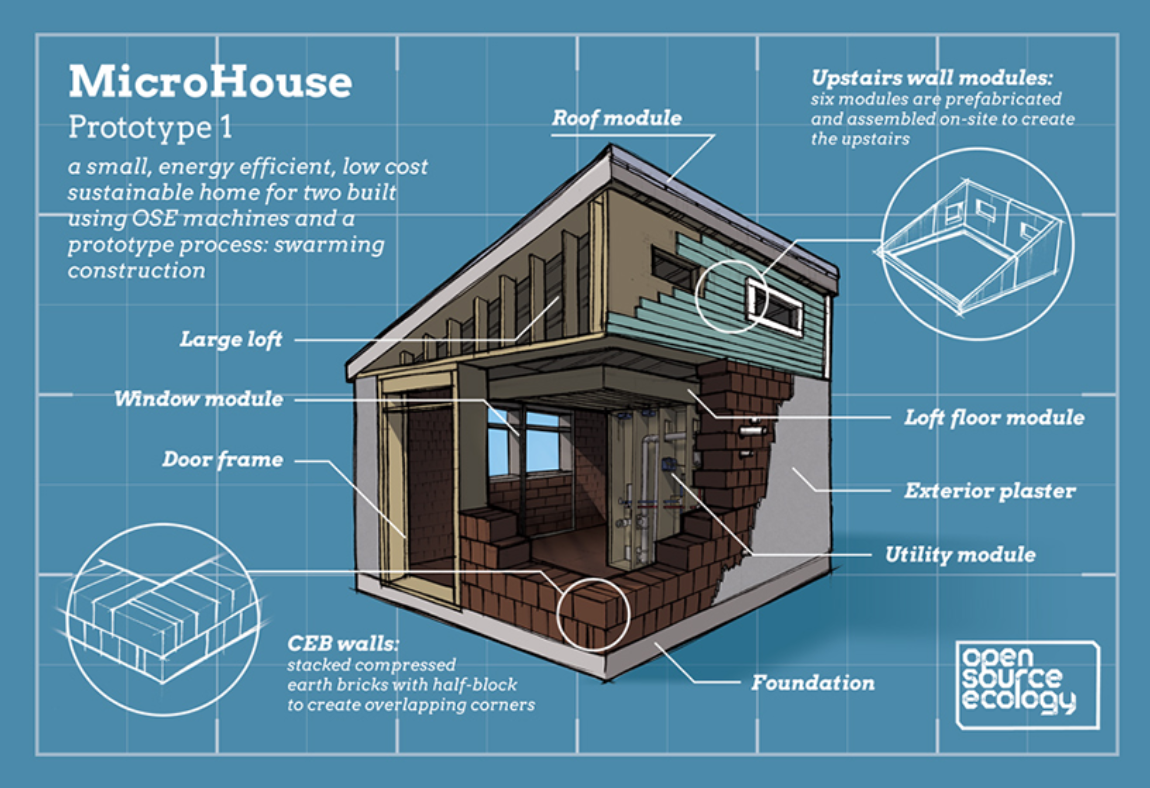 MicroHouse
Prototype 1
a small, energy efficient, low cost
sustainable home for two built
using OSE machines and a
prototype process: swarming
construction
Roof module
Upstairs wall modules:
six modules are prefabricated
and assembled on-site to create
the upstairs
Large loft
Window module
Door frame
Loft floor module
Exterior plaster
Utility module
CEB walls:
stacked compressed
earth bricks with half-block
to create overlapping corners
Foundation
open
source
ecology